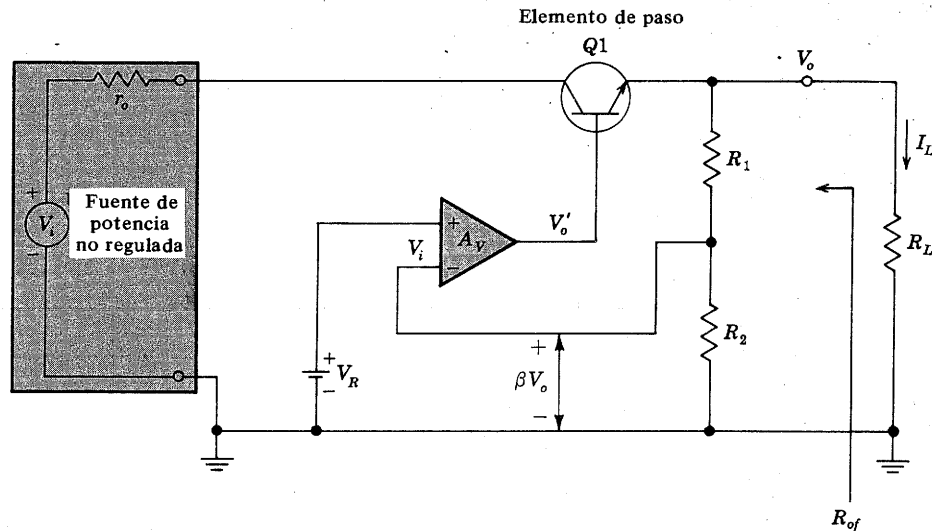 Elemento de paso
Q1
V_o
r_o
I_L
R_1
+
V_i
-
Fuente de
potencia
no regulada
+
A_V
V_o'
V_i
-
R_L
+
V_R
-
+
βV_o
-
R_2
R_of